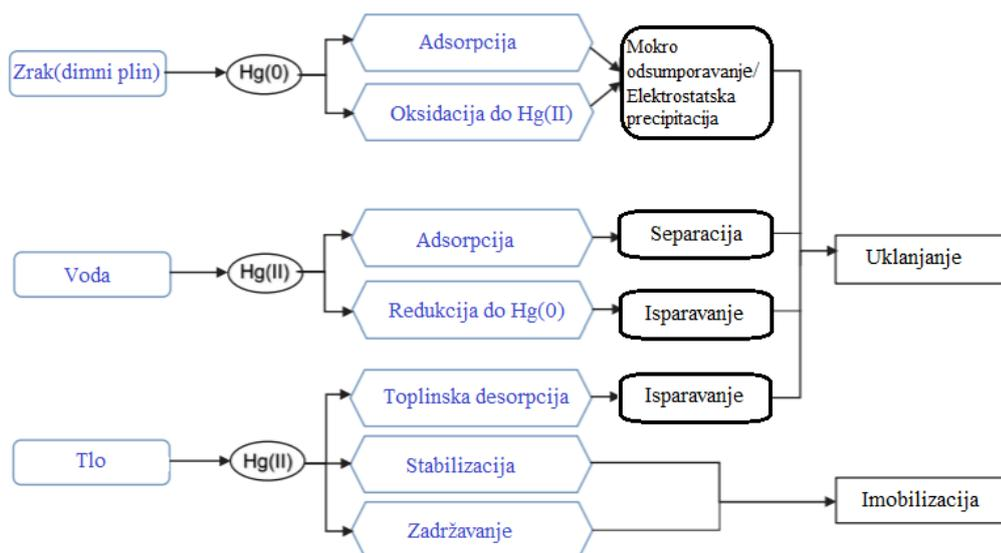 Zrak(dimni plin)
Hg(0)
Adsorpcija
Oksidacija do Hg(II)
Mokro
odsumporavanje/
Elektrostatska
precipitacija
Voda
Hg(II)
Adsorpcija
Redukcija do Hg(0)
Separacija
Isparavanje
Uklanjanje
Tlo
Hg(II)
Toplinska desorpcija
Stabilizacija
Zadržavanje
Isparavanje
Imobilizacija